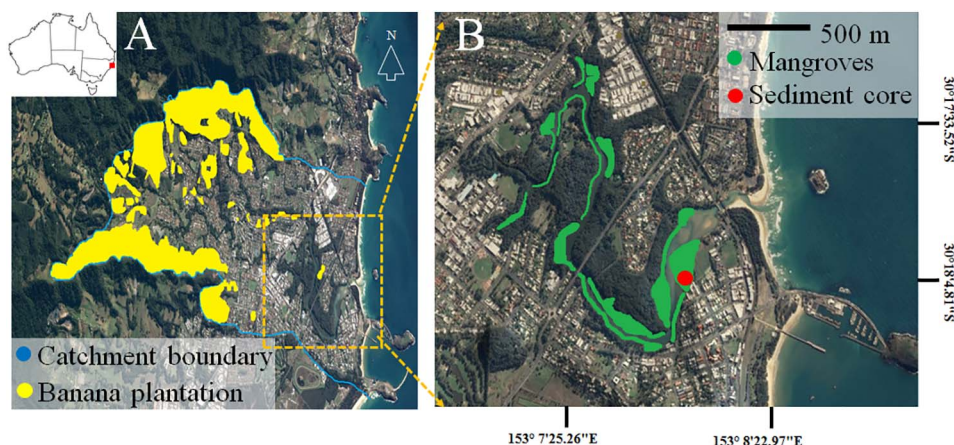 A
N
Catchment boundary
Banana plantation
B
500 m
Mangroves
Sediment core
30°17'33.52"S
30°18'4.81"S
153° 7'25.26"E
153° 8'22.97"E